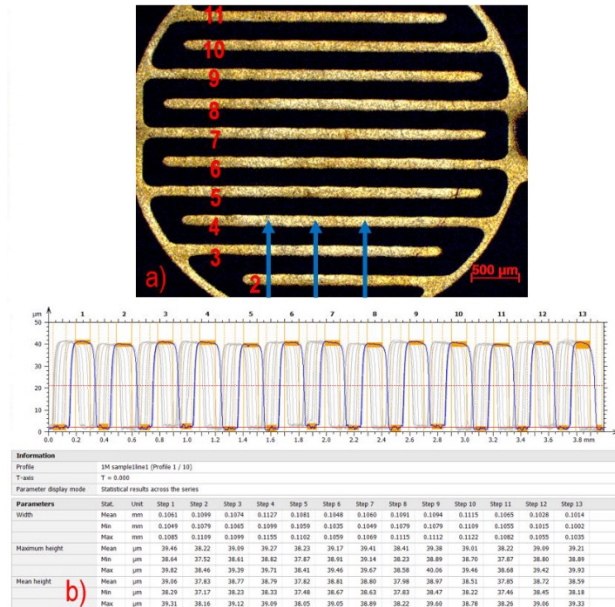 11
10
9
8
7
6
5
4
3
2
a)
500 µm
µm 1 2 3 4 5 6 7 8 9 10 11 12 13
50
40
30
20
10
0
0.0 0.2 0.4 0.6 0.8 1.0 1.2 1.4 1.6 1.8 2.0 2.2 2.4 2.6 2.8 3.0 3.2 3.4 3.6 3.8 mm
Information
Profile 1M sample1line1 (Profile 1 / 10)
T-axis T = 0.000
Parameter display mode Statistical results across the series
Parameters Stat. Unit Step 1 Step 2 Step 3 Step 4 Step 5 Step 6 Step 7 Step 8 Step 9 Step 10 Step 11 Step 12 Step 13
Width Mean mm 0.1061 0.1099 0.1074 0.1127 0.1081 0.1048 0.1060 0.1091 0.1094 0.1115 0.1065 0.1028 0.1014
Min mm 0.1049 0.1079 0.1065 0.1099 0.1059 0.1035 0.1049 0.1079 0.1079 0.1109 0.1055 0.1015 0.1002
Max mm 0.1085 0.1109 0.1099 0.1155 0.1102 0.1059 0.1069 0.1115 0.1112 0.1122 0.1082 0.1055 0.1035
Maximum height Mean µm 39.46 38.22 39.09 39.27 38.23 39.17 39.41 38.41 39.38 39.01 38.22 39.09 39.21
Min µm 38.64 37.52 38.61 38.82 37.87 38.91 39.14 38.23 38.89 38.70 37.87 38.80 38.89
Max µm 39.82 38.46 39.39 39.71 38.41 39.46 39.67 38.58 40.06 39.46 38.68 39.42 39.93
Mean height Mean µm 39.06 37.83 38.77 38.79 37.82 38.81 38.80 37.98 38.97 38.51 37.85 38.72 38.59
b) Min µm 38.29 37.17 38.23 38.33 37.48 38.67 38.63 37.83 38.47 38.22 37.46 38.45 38.18
Max µm 39.31 38.16 39.12 39.09 38.05 39.05 38.89 38.22 39.60 38.78 38.26 39.06 39.33